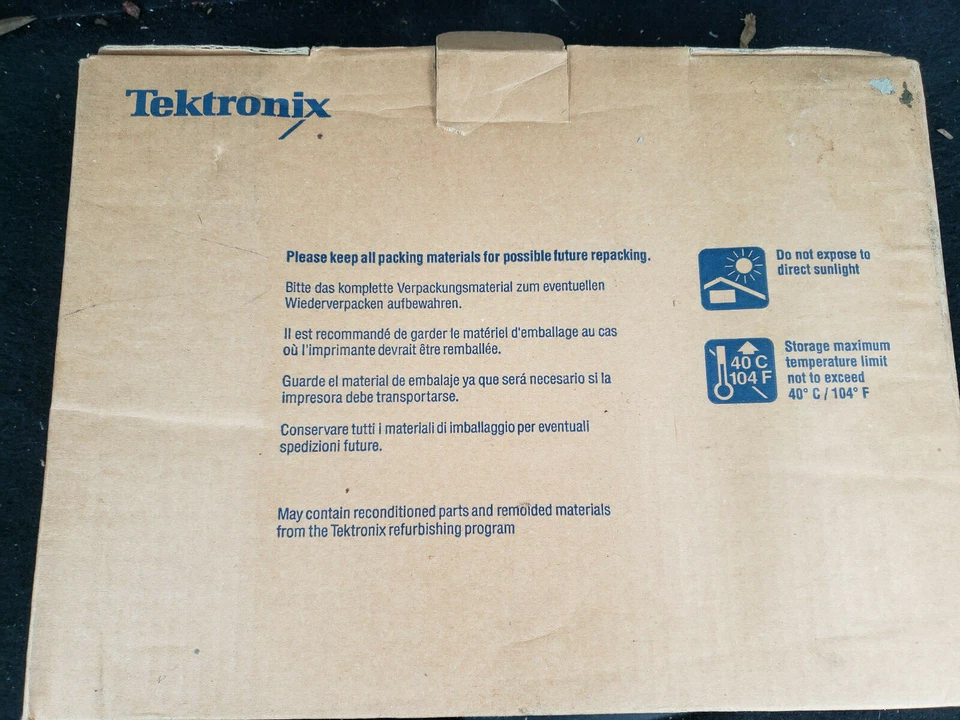 Tektronix
Please keep all packing materials for possible future repacking.
Bitte das komplette Verpackungsmaterial zum eventuellen
Wiederverpacken aufbewahren.
Il est recommandé de garder le matériel d'emballage au cas
où l'imprimante devrait être remballée.
Guarde el material de embalaje ya que será necesario si la
impresora debe transportarse.
Conservare tutti i materiali di imballaggio per eventuali
spedizioni future.
May contain reconditioned parts and remolded materials
from the Tektronix refurbishing program
Do not expose to
direct sunlight
40 C
104 F
Storage maximum
temperature limit
not to exceed
40° C / 104° F